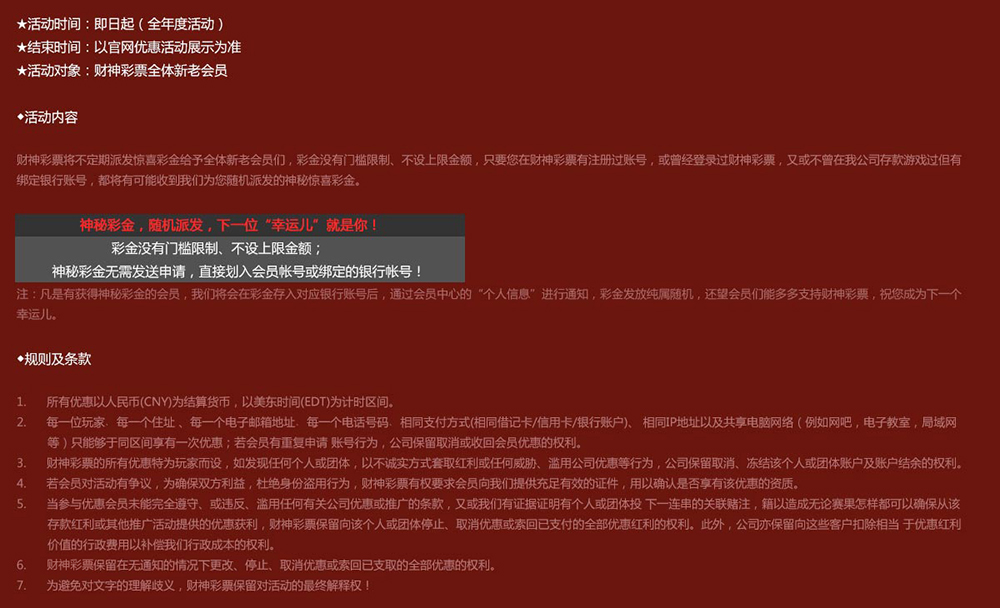 ★活动时间：即日起（全年度活动）
★结束时间：以官网优惠活动展示为准
★活动对象：财神彩票全体新老会员
◆活动内容
财神彩票将不定期派发惊喜彩金给予全体新老会员们，彩金没有门槛限制、不设上限金额，只要您在财神彩票有注册过账号，或曾经登录过财神彩票，又或不曾在我公司存款游戏过但有
绑定银行账号，都将有可能收到我们为您随机派发的神秘惊喜彩金。
神秘彩金，随机派发，下一位“幸运儿”就是你！
彩金没有门槛限制、不设上限金额；
神秘彩金无需发送申请，直接划入会员帐号或绑定的银行帐号！
注：凡是有获得神秘彩金的会员，我们将会在彩金存入对应银行账号后，通过会员中心的“个人信息”进行通知，彩金发放纯属随机，还望会员们能多多支持财神彩票，祝您成为下一个
幸运儿。
◆规则及条款
1. 所有优惠以人民币(CNY)为结算货币，以美东时间(EDT)为计时区间。
2. 每一位玩家﹑每一个住址 、每一个电子邮箱地址﹑每一个电话号码﹑相同支付方式(相同借记卡/信用卡/银行账户)、 相同IP地址以及共享电脑网络（例如网吧，电子教室，局域网
等）只能够于同区间享有一次优惠；若会员有重复申请 账号行为，公司保留取消或收回会员优惠的权利。
3. 财神彩票的所有优惠特为玩家而设，如发现任何个人或团体，以不诚实方式套取红利或任何威胁、滥用公司优惠等行为，公司保留取消、冻结该个人或团体账户及账户结余的权利。
4. 若会员对活动有争议，为确保双方利益，杜绝身份盗用行为，财神彩票有权要求会员向我们提供充足有效的证件，用以确认是否享有该优惠的资质。
5. 当参与优惠会员未能完全遵守、或违反、滥用任何有关公司优惠或推广的条款，又或我们有证据证明有个人或团体投 下一连串的关联赌注，籍以造成无论赛果怎样都可以确保从该
存款红利或其他推广活动提供的优惠获利，财神彩票保留向该个人或团体停止、取消优惠或索回已支付的全部优惠红利的权利。此外，公司亦保留向这些客户扣除相当 于优惠红利
价值的行政费用以补偿我们行政成本的权利。
6. 财神彩票保留在无通知的情况下更改、停止、取消优惠或索回已支取的全部优惠的权利。
7. 为避免对文字的理解歧义，财神彩票保留对活动的最终解释权！